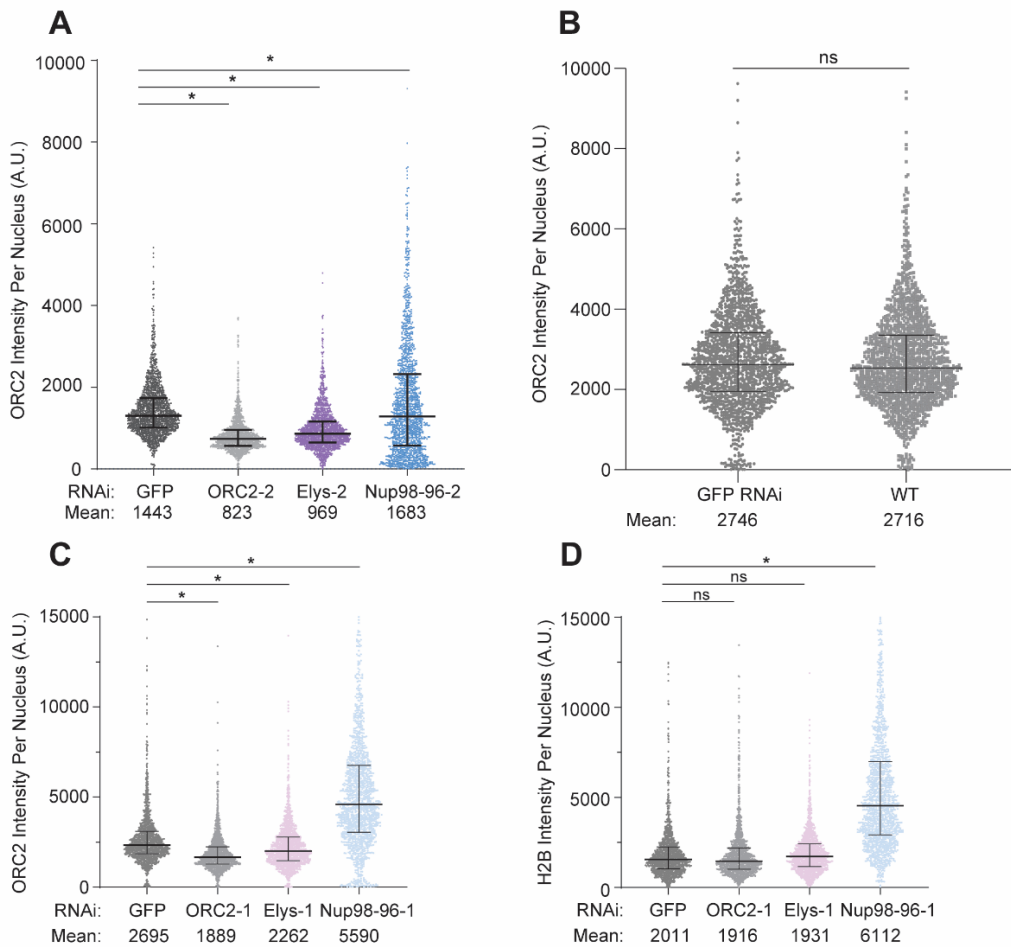 A
ORC2 Intensity Per Nucleus (A.U.)
10000
8000
6000
4000
2000
0
*
*
*
RNAi: GFP ORC2-2 Elys-2 Nup98-96-2
Mean: 1443 823 969 1683
B
ORC2 Intensity Per Nucleus (A.U.)
10000
8000
6000
4000
2000
0
ns
GFP RNAi WT
Mean: 2746 2716
C
ORC2 Intensity Per Nucleus (A.U.)
15000
10000
5000
0
*
*
*
RNAi: GFP ORC2-1 Elys-1 Nup98-96-1
Mean: 2695 1889 2262 5590
D
H2B Intensity Per Nucleus (A.U.)
15000
10000
5000
0
*
ns
ns
RNAi: GFP ORC2-1 Elys-1 Nup98-96-1
Mean: 2011 1916 1931 6112